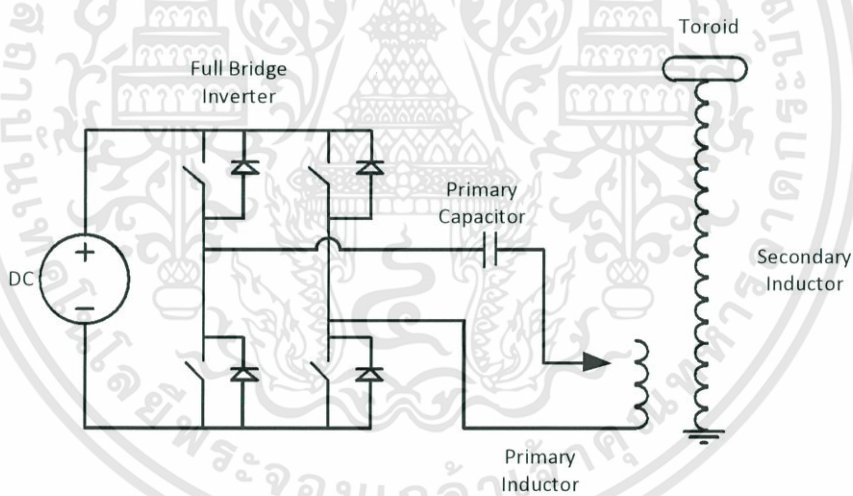 Toroid
Full Bridge
Inverter
Primary
Capacitor
Secondary
Inductor
DC
+
−
Primary
Inductor